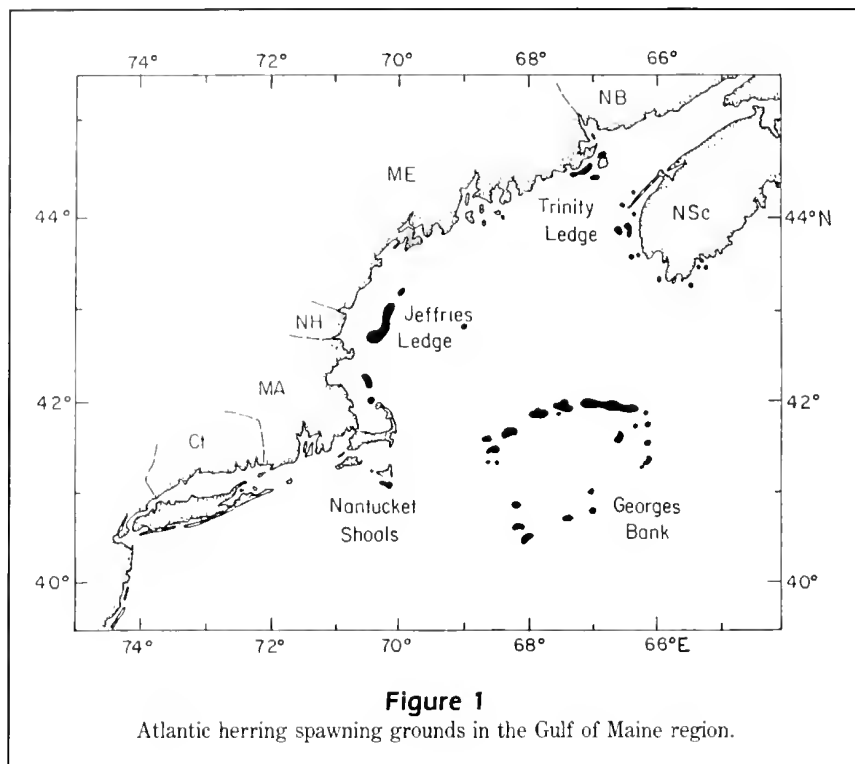 74° 72° 70° 68° 66°
NB
ME
44°
Trinity
Ledge
NSc
44°N
NH
Jeffries
Ledge
MA
42°
42°
Ct
Nantucket
Shoals
Georges
Bank
40°
40°
74° 72° 70° 68° 66°E
Figure 1
Atlantic herring spawning grounds in the Gulf of Maine region.